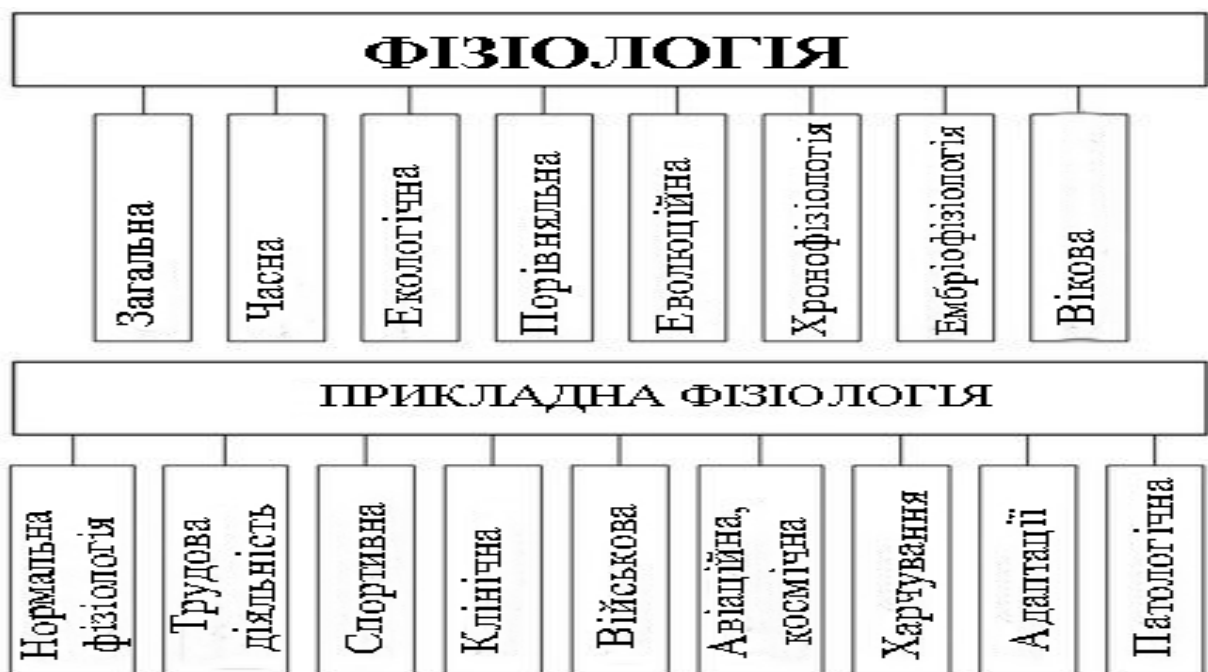 ФІЗІОЛОГІЯ
Загальна
Часна
Екологічна
Порівняльна
Еволюційна
Хронофізіологія
Ембріофізіологія
Вікова
ПРИКЛАДНА ФІЗІОЛОГІЯ
Нормальна
фізіологія
Трудова
діяльність
Спортивна
Клінічна
Військова
Авіаційна,
космічна
Харчування
Адаптації
Патологічна